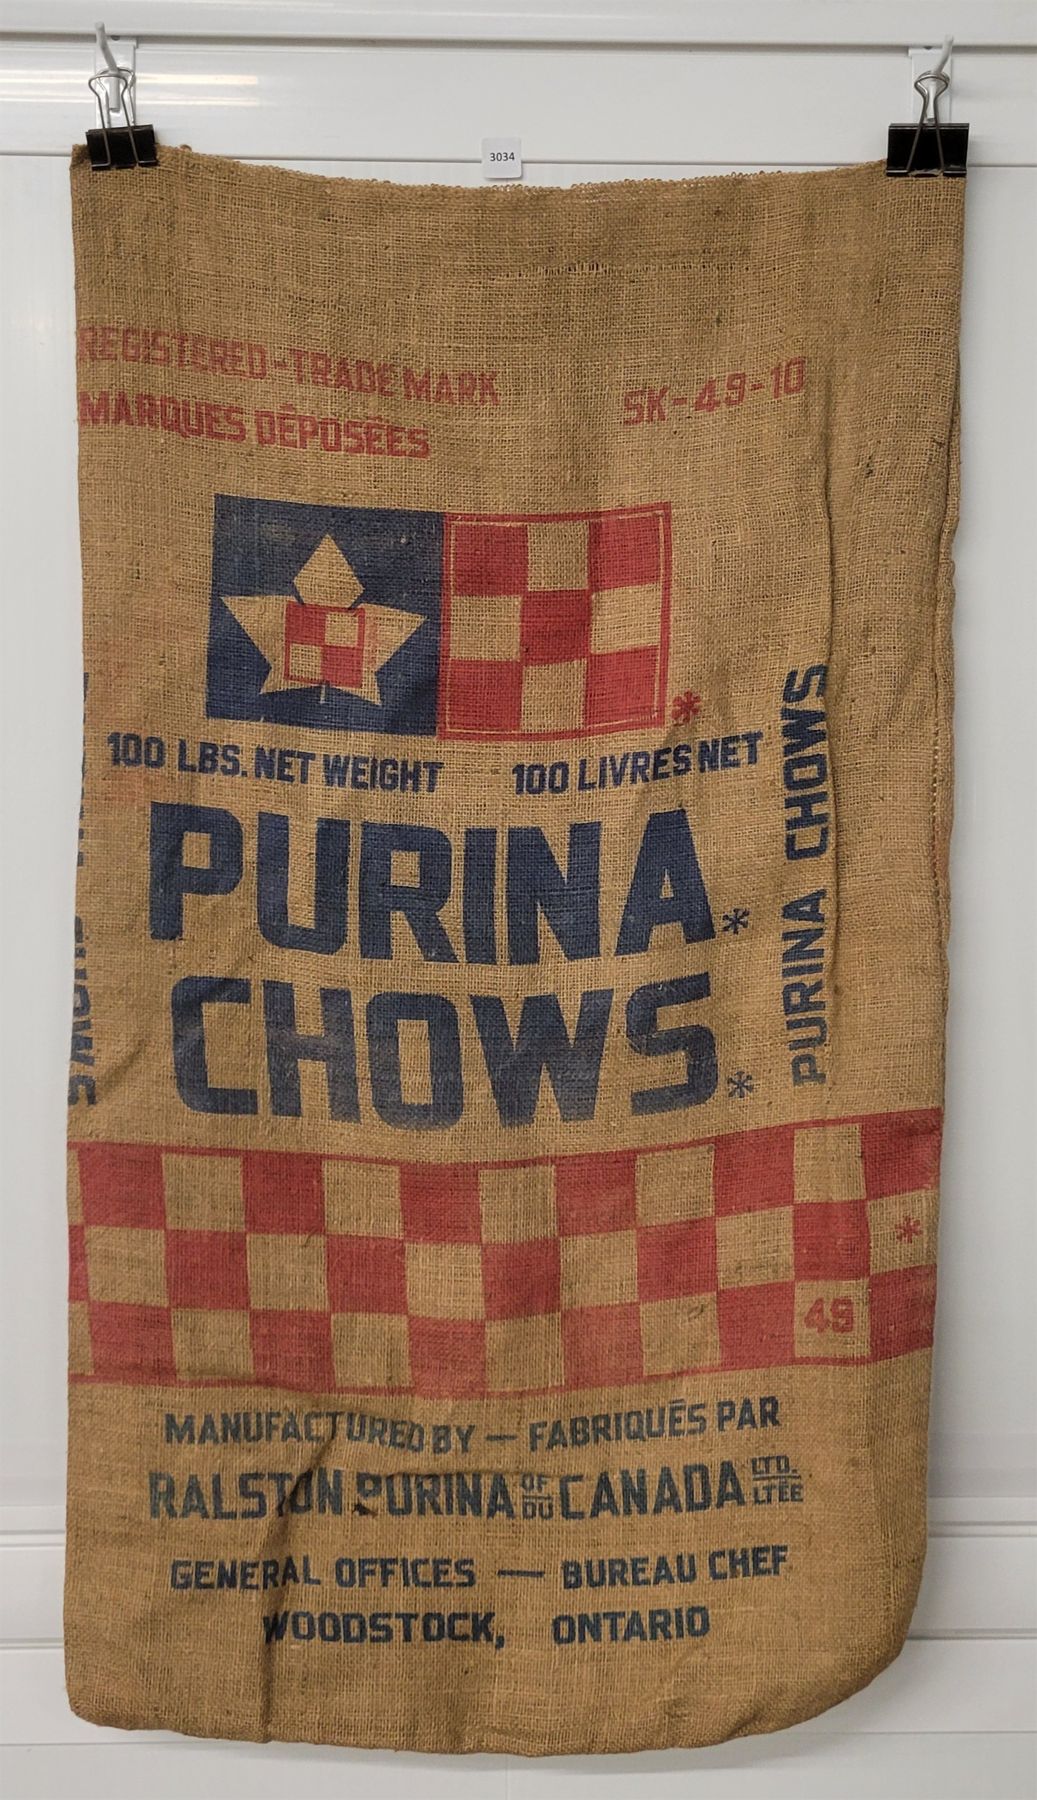 3034
REGISTERED-TRADE MARK
SK-49-10
MARQUES DÉPOSÉES
*
100 LBS. NET WEIGHT 100 LIVRES NET
PURINA*
CHOWS*
PURINA CHOWS
*
49
MANUFACTURED BY — FABRIQUÉS PAR
RALSTON PURINA OF DU CANADA LTD. LTÉE
GENERAL OFFICES — BUREAU CHEF
WOODSTOCK, ONTARIO